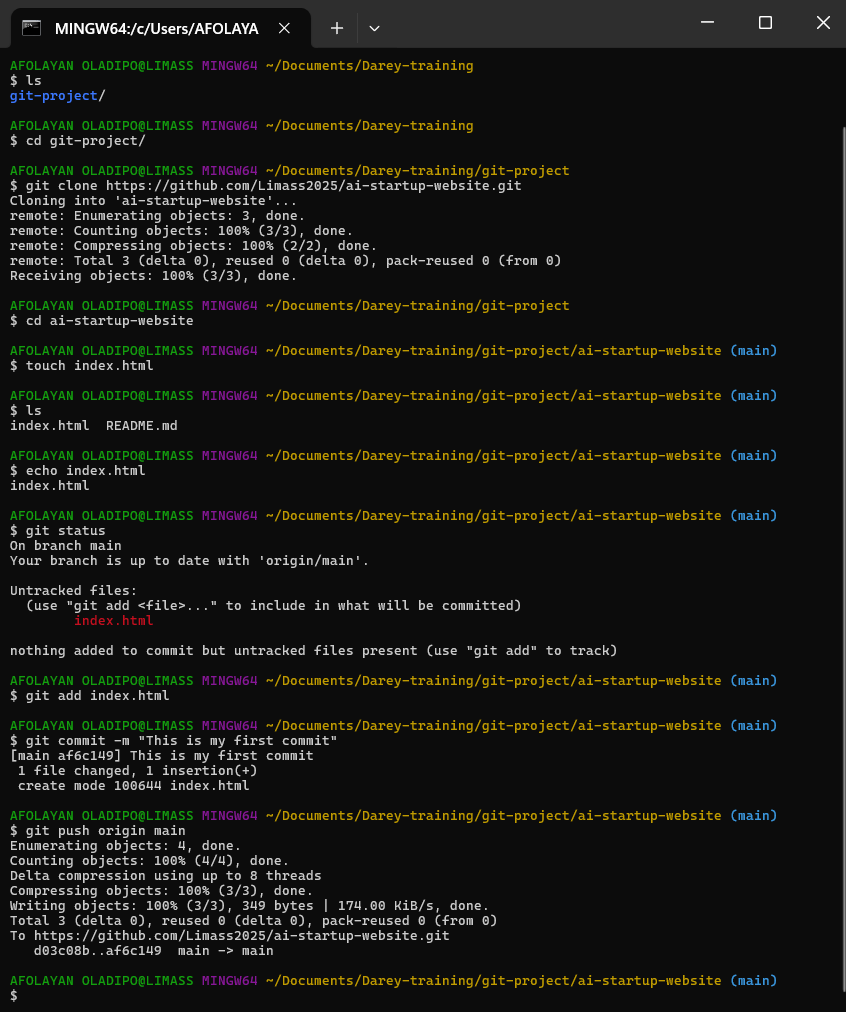 MINGW64:/c/Users/AFOLAYA
AFOLAYAN OLADIPO@LIMASS MINGW64 ~/Documents/Darey-training
$ ls
git-project/
AFOLAYAN OLADIPO@LIMASS MINGW64 ~/Documents/Darey-training
$ cd git-project/
AFOLAYAN OLADIPO@LIMASS MINGW64 ~/Documents/Darey-training/git-project
$ git clone https://github.com/Limass2025/ai-startup-website.git
Cloning into 'ai-startup-website'...
remote: Enumerating objects: 3, done.
remote: Counting objects: 100% (3/3), done.
remote: Compressing objects: 100% (2/2), done.
remote: Total 3 (delta 0), reused 0 (delta 0), pack-reused 0 (from 0)
Receiving objects: 100% (3/3), done.
AFOLAYAN OLADIPO@LIMASS MINGW64 ~/Documents/Darey-training/git-project
$ cd ai-startup-website
AFOLAYAN OLADIPO@LIMASS MINGW64 ~/Documents/Darey-training/git-project/ai-startup-website (main)
$ touch index.html
AFOLAYAN OLADIPO@LIMASS MINGW64 ~/Documents/Darey-training/git-project/ai-startup-website (main)
$ ls
index.html  README.md
AFOLAYAN OLADIPO@LIMASS MINGW64 ~/Documents/Darey-training/git-project/ai-startup-website (main)
$ echo index.html
index.html
AFOLAYAN OLADIPO@LIMASS MINGW64 ~/Documents/Darey-training/git-project/ai-startup-website (main)
$ git status
On branch main
Your branch is up to date with 'origin/main'.
Untracked files:
  (use "git add <file>..." to include in what will be committed)
        index.html
nothing added to commit but untracked files present (use "git add" to track)
AFOLAYAN OLADIPO@LIMASS MINGW64 ~/Documents/Darey-training/git-project/ai-startup-website (main)
$ git add index.html
AFOLAYAN OLADIPO@LIMASS MINGW64 ~/Documents/Darey-training/git-project/ai-startup-website (main)
$ git commit -m "This is my first commit"
[main af6c149] This is my first commit
 1 file changed, 1 insertion(+)
 create mode 100644 index.html
AFOLAYAN OLADIPO@LIMASS MINGW64 ~/Documents/Darey-training/git-project/ai-startup-website (main)
$ git push origin main
Enumerating objects: 4, done.
Counting objects: 100% (4/4), done.
Delta compression using up to 8 threads
Compressing objects: 100% (3/3), done.
Writing objects: 100% (3/3), 349 bytes | 174.00 KiB/s, done.
Total 3 (delta 0), reused 0 (delta 0), pack-reused 0 (from 0)
To https://github.com/Limass2025/ai-startup-website.git
   d03c08b..af6c149  main -> main
AFOLAYAN OLADIPO@LIMASS MINGW64 ~/Documents/Darey-training/git-project/ai-startup-website (main)
$